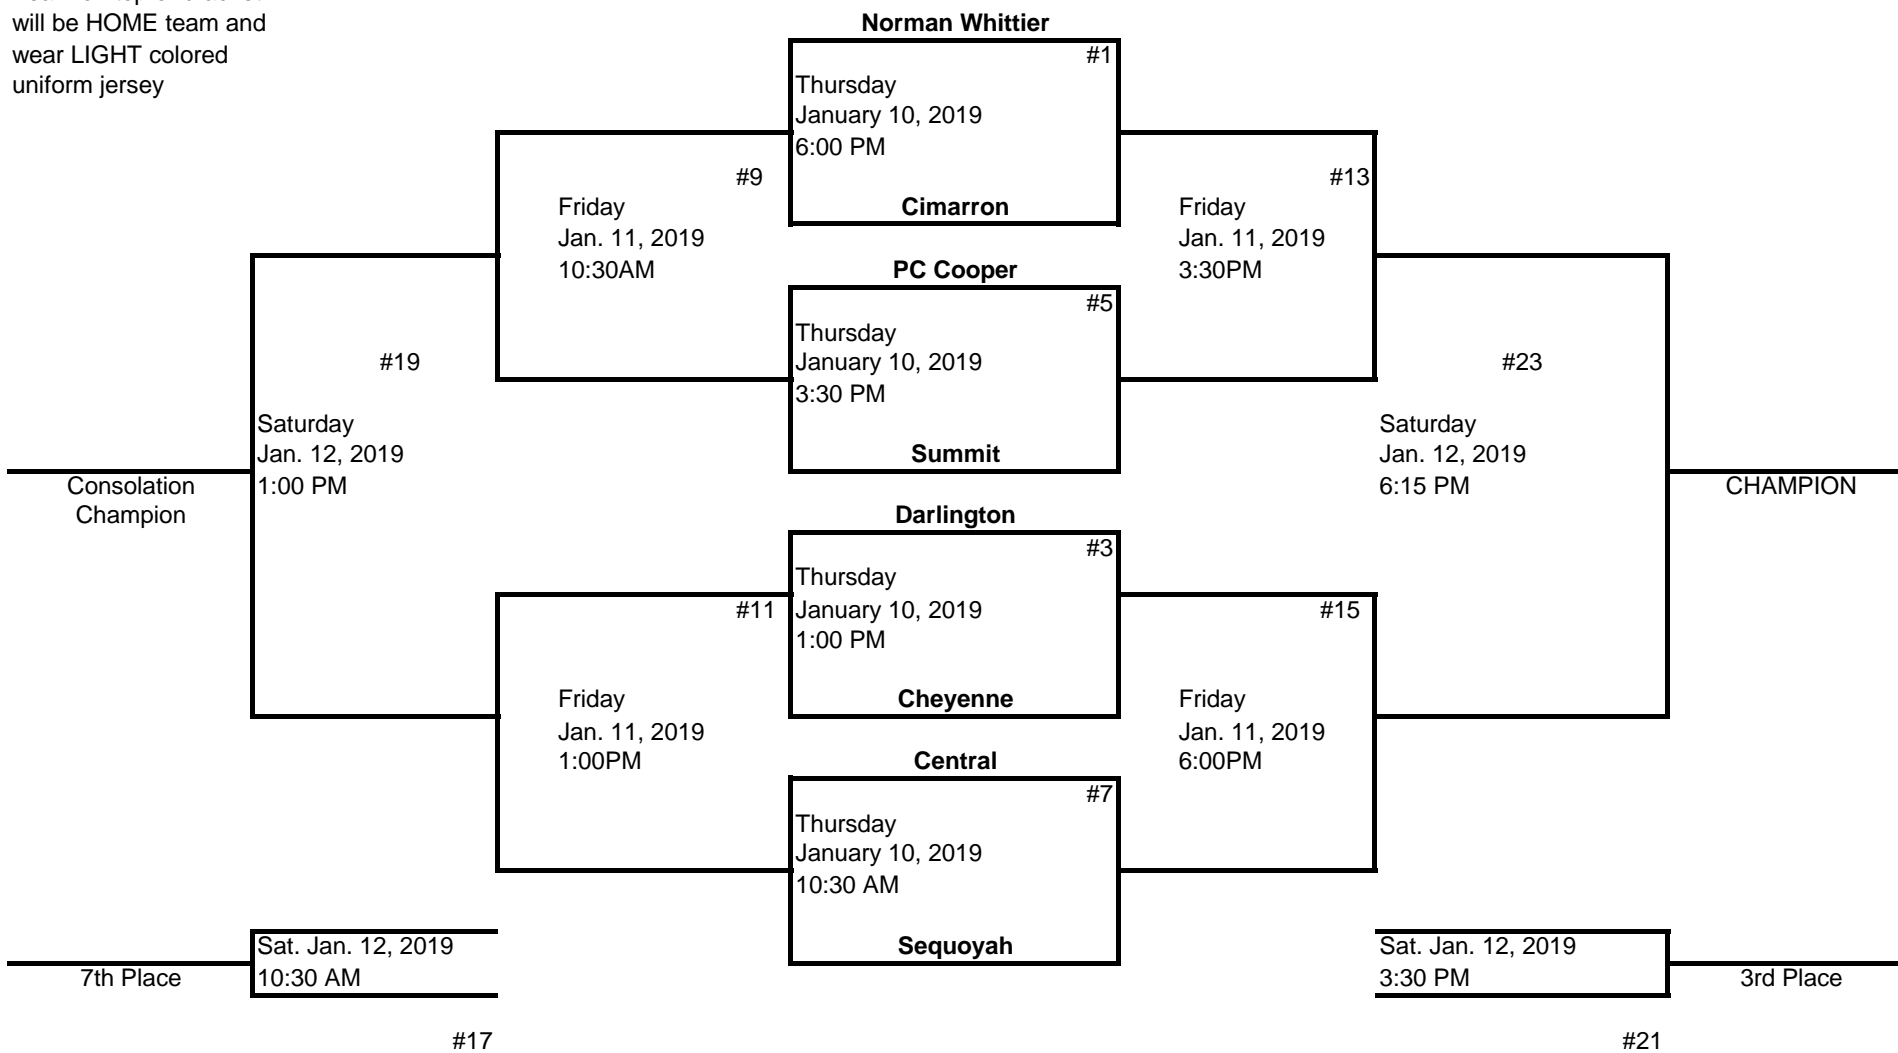 will be HOME team and
wear LIGHT colored
uniform jersey
Norman Whittier
#1
Thursday
January 10, 2019
6:00 PM
Cimarron
#9
Friday
Jan. 11, 2019
10:30AM
#13
Friday
Jan. 11, 2019
3:30PM
PC Cooper
#5
Thursday
January 10, 2019
3:30 PM
Summit
#19
Saturday
Jan. 12, 2019
1:00 PM
Consolation
Champion
#23
Saturday
Jan. 12, 2019
6:15 PM
CHAMPION
Darlington
#3
Thursday
January 10, 2019
1:00 PM
Cheyenne
#11
Friday
Jan. 11, 2019
1:00PM
#15
Friday
Jan. 11, 2019
6:00PM
Central
#7
Thursday
January 10, 2019
10:30 AM
Sequoyah
Sat. Jan. 12, 2019
10:30 AM
7th Place
#17
Sat. Jan. 12, 2019
3:30 PM
3rd Place
#21